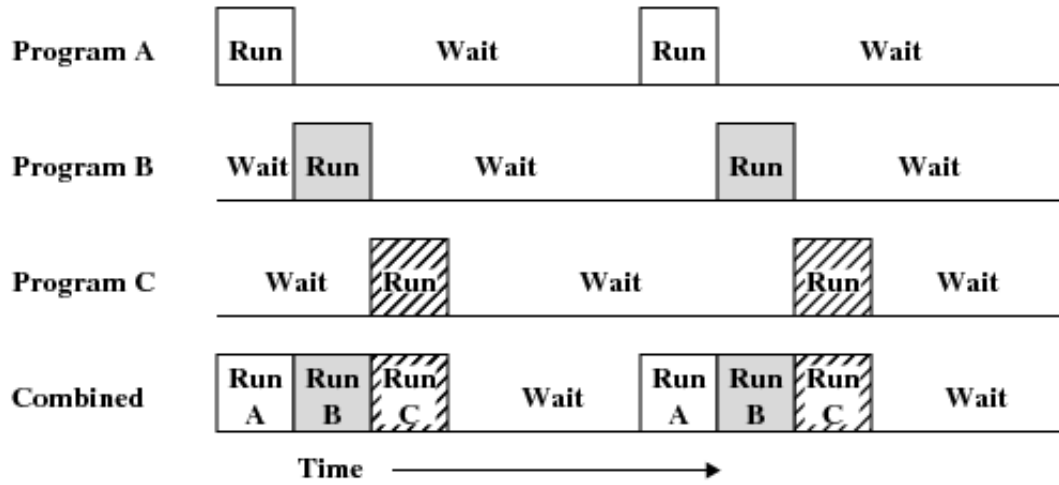 Program A Run Wait Run Wait
Program B Wait Run Wait Run Wait
Program C Wait Run Wait Run Wait
Combined Run A Run B Run C Wait Run A Run B Run C Wait
Time